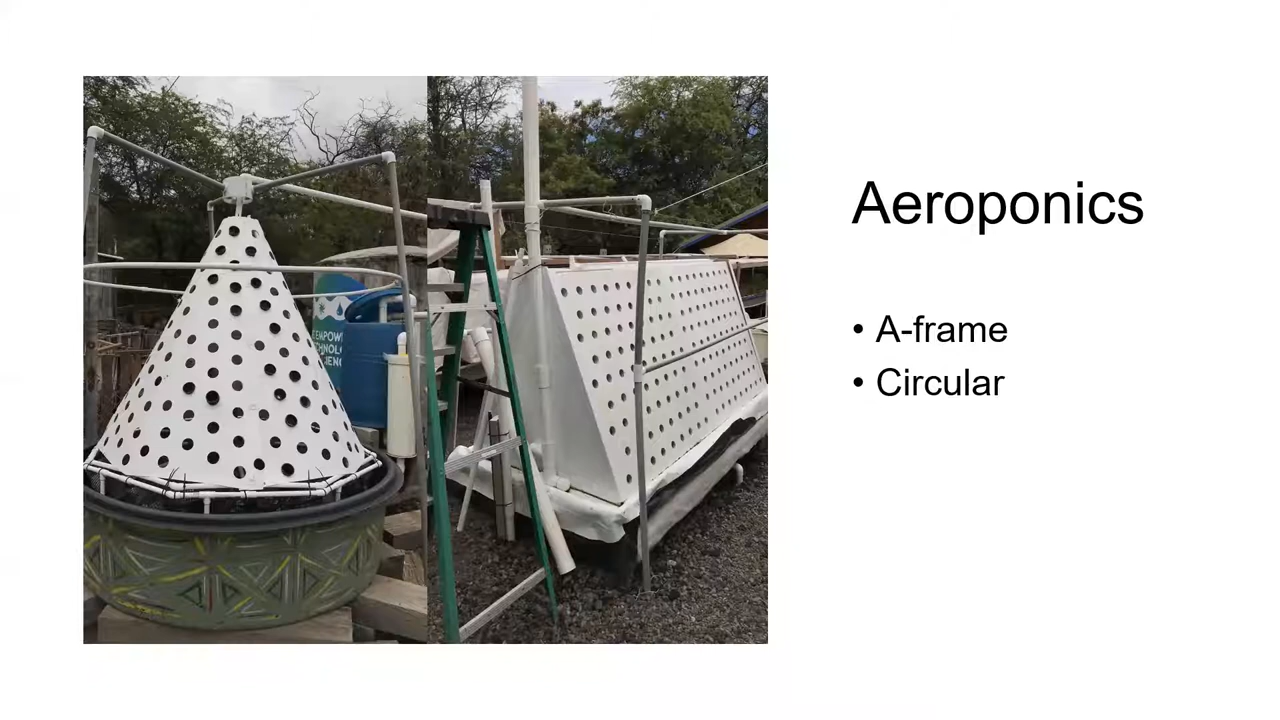 Aeroponics
• A-frame
• Circular